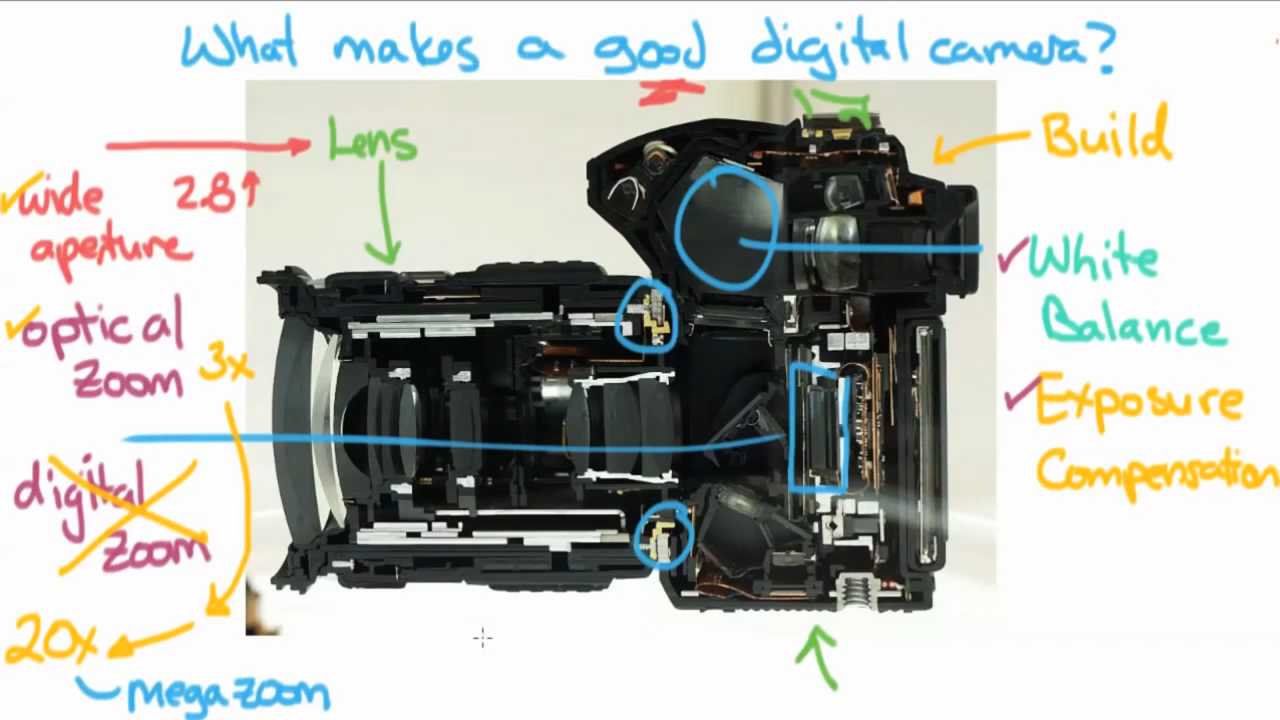 What makes a good digital camera?
Lens
wide
aperture
2.8
optical
zoom
3x
digital
zoom
20x
megazoom
Build
White
Balance
Exposure
Compensation